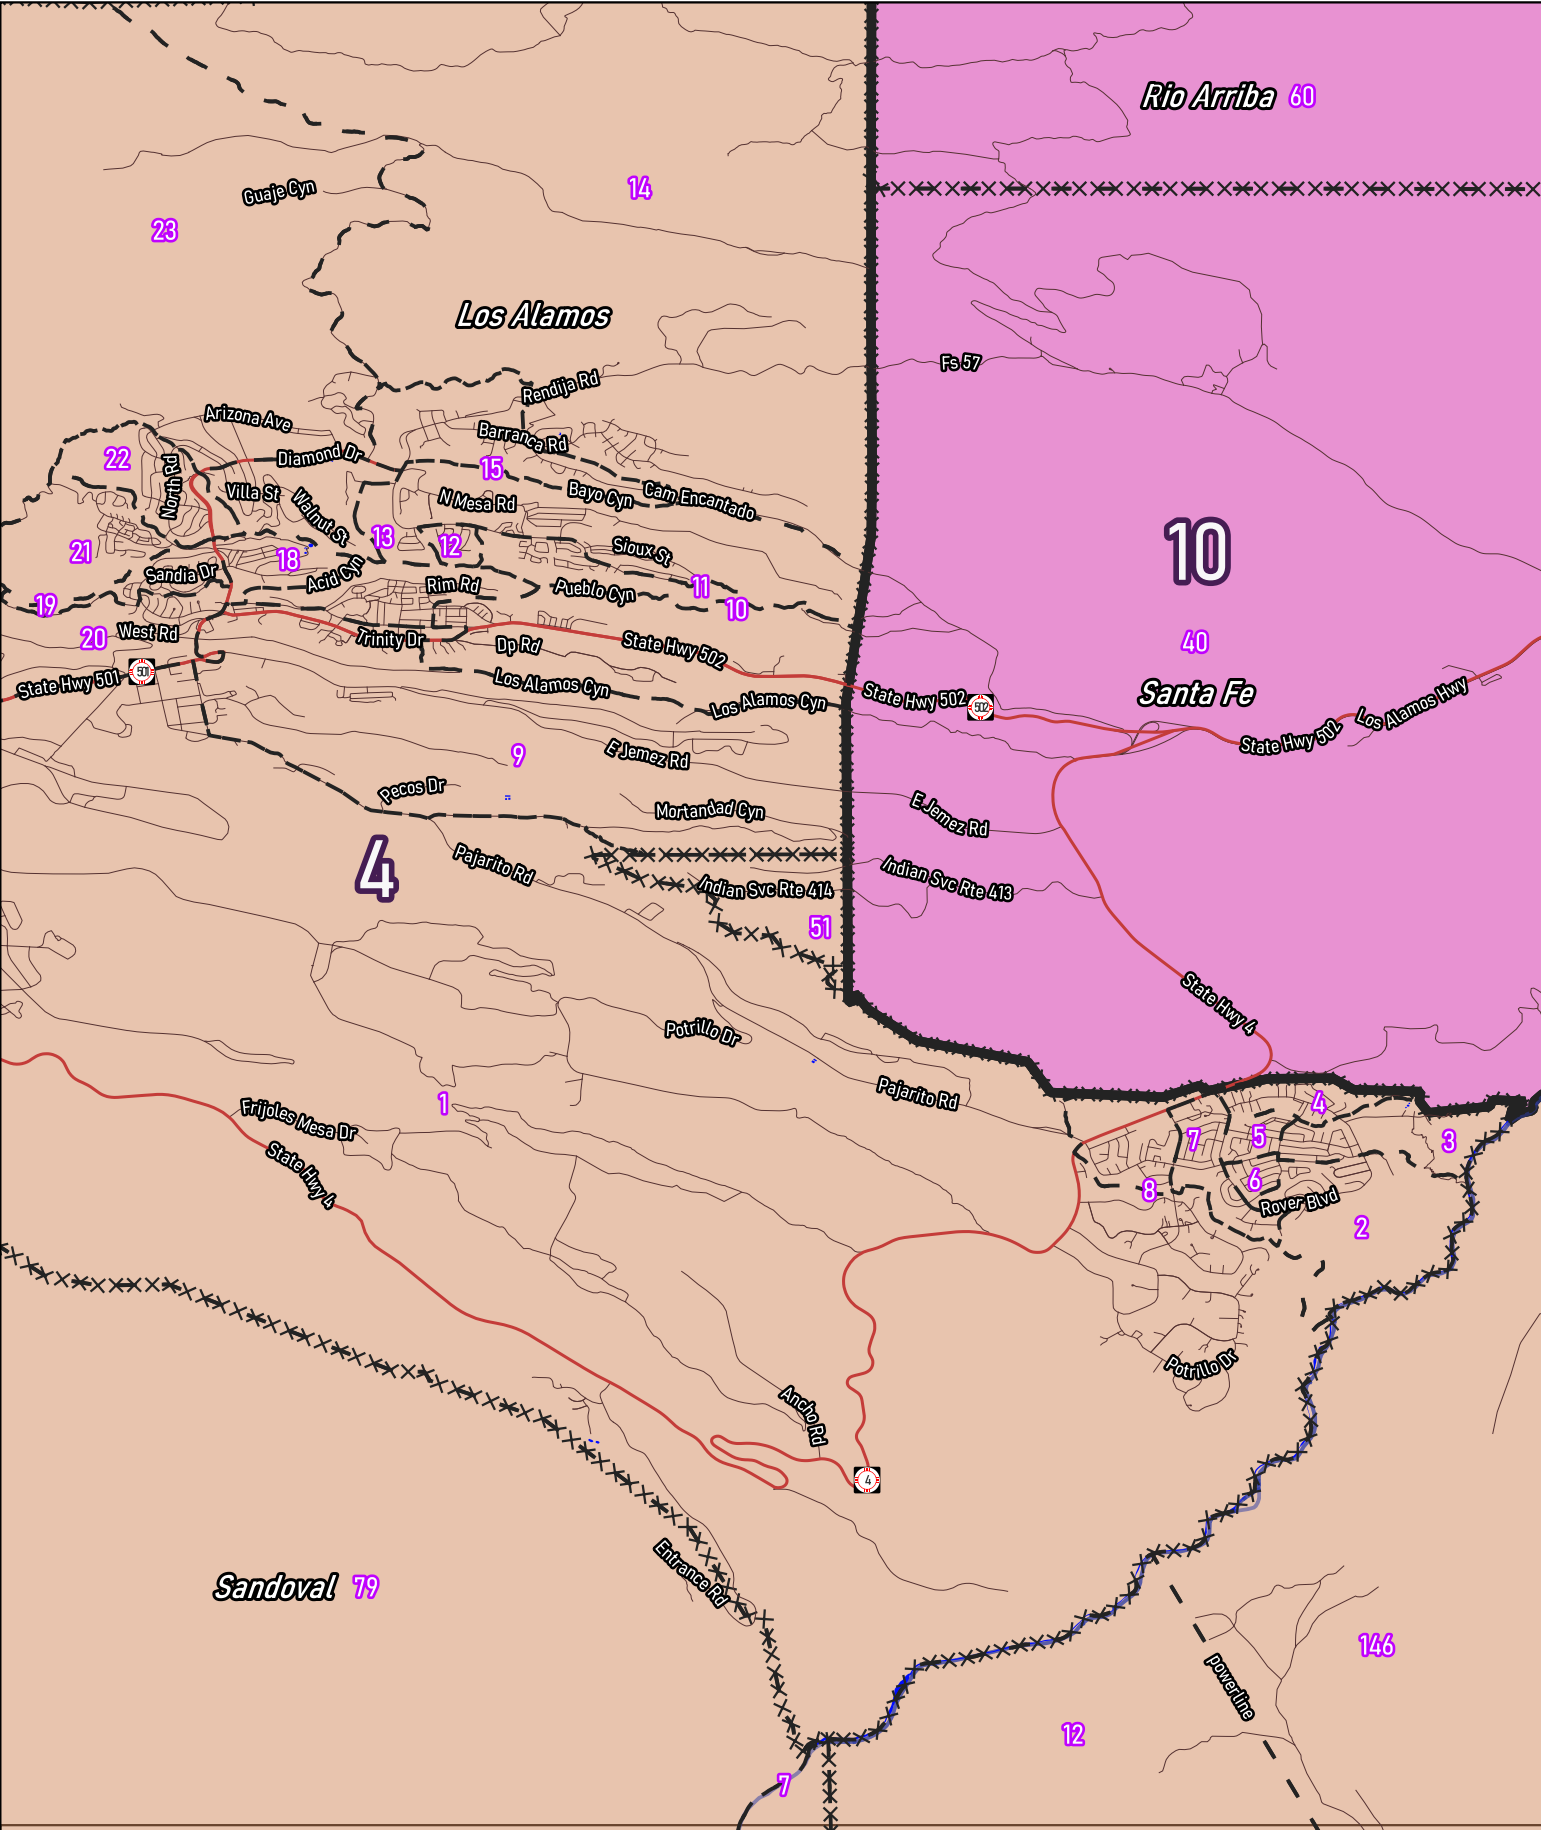 Rio Arriba 60
14
Guaje Cyn
23
Los Alamos
Fs 57
Rendija Rd
Arizona Ave
Barranca Rd
22
Diamond Dr
15
North Rd
Villa St
Walnut St
N Mesa Rd
Bayo Cyn
Cam Encantado
13
12
10
21
18
Sioux St
Sandia Dr
Acid Cyn
Rim Rd
Pueblo Cyn
11
10
19
20
West Rd
Trinity Dr
Dp Rd
State Hwy 502
40
State Hwy 501
501
Los Alamos Cyn
Los Alamos Cyn
State Hwy 502
502
Santa Fe
Los Alamos Hwy
State Hwy 502
9
E Jemez Rd
Pecos Dr
Mortandad Cyn
E Jemez Rd
4
Pajarito Rd
Indian Svc Rte 414
Indian Svc Rte 413
51
State Hwy 4
Potrillo Dr
Pajarito Rd
1
4
Frijoles Mesa Dr
7
5
3
State Hwy 4
8
6
Rover Blvd
2
Potrillo Dr
Ancho Rd
4
Entrance Rd
Sandoval 79
146
powerline
12
7